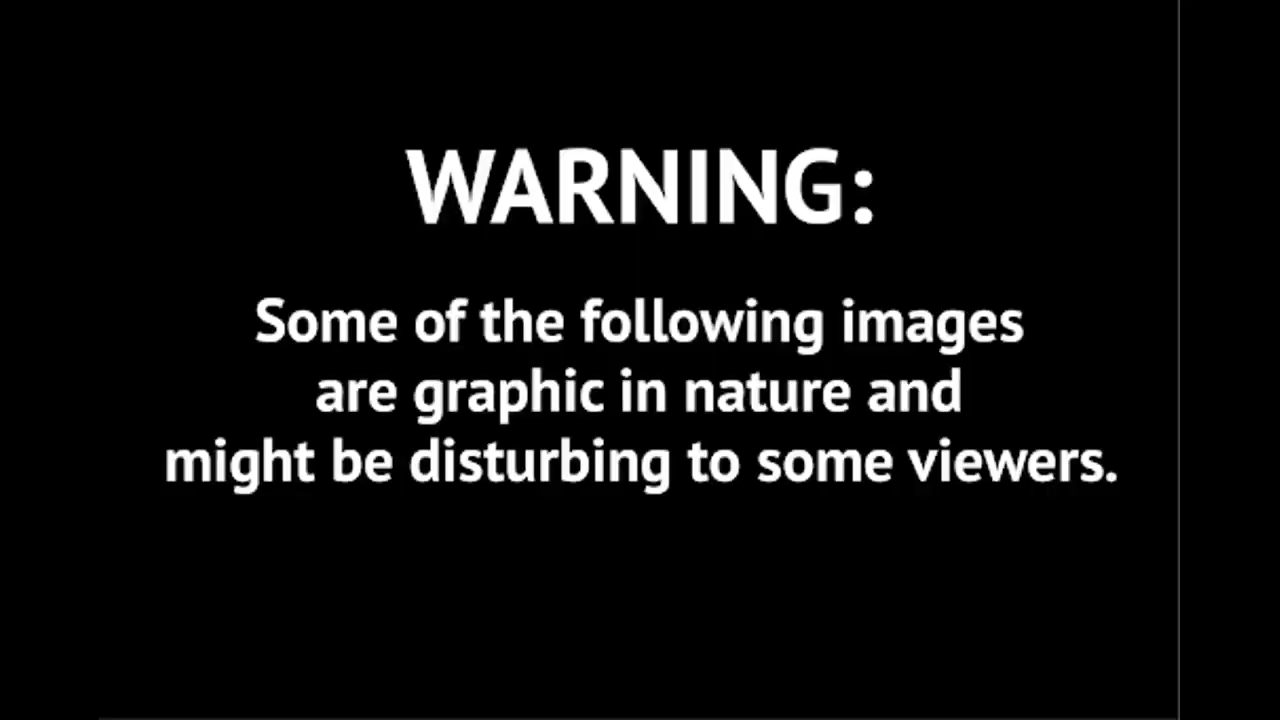 WARNING:
Some of the following images
are graphic in nature and
might be disturbing to some viewers.